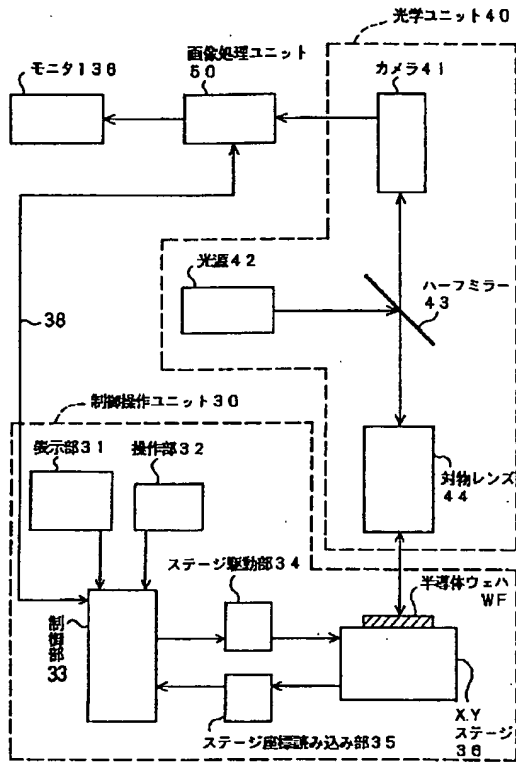 光学ユニット40
モニタ136
画像処理ユニット
50
カメラ41
光源42
ハーフミラー
43
38
制御操作ユニット30
表示部31
操作部32
対物レンズ
44
ステージ駆動部34
半導体ウェハ
WF
制御部
33
ステージ座標読み込み部35
X.Y
ステージ
36